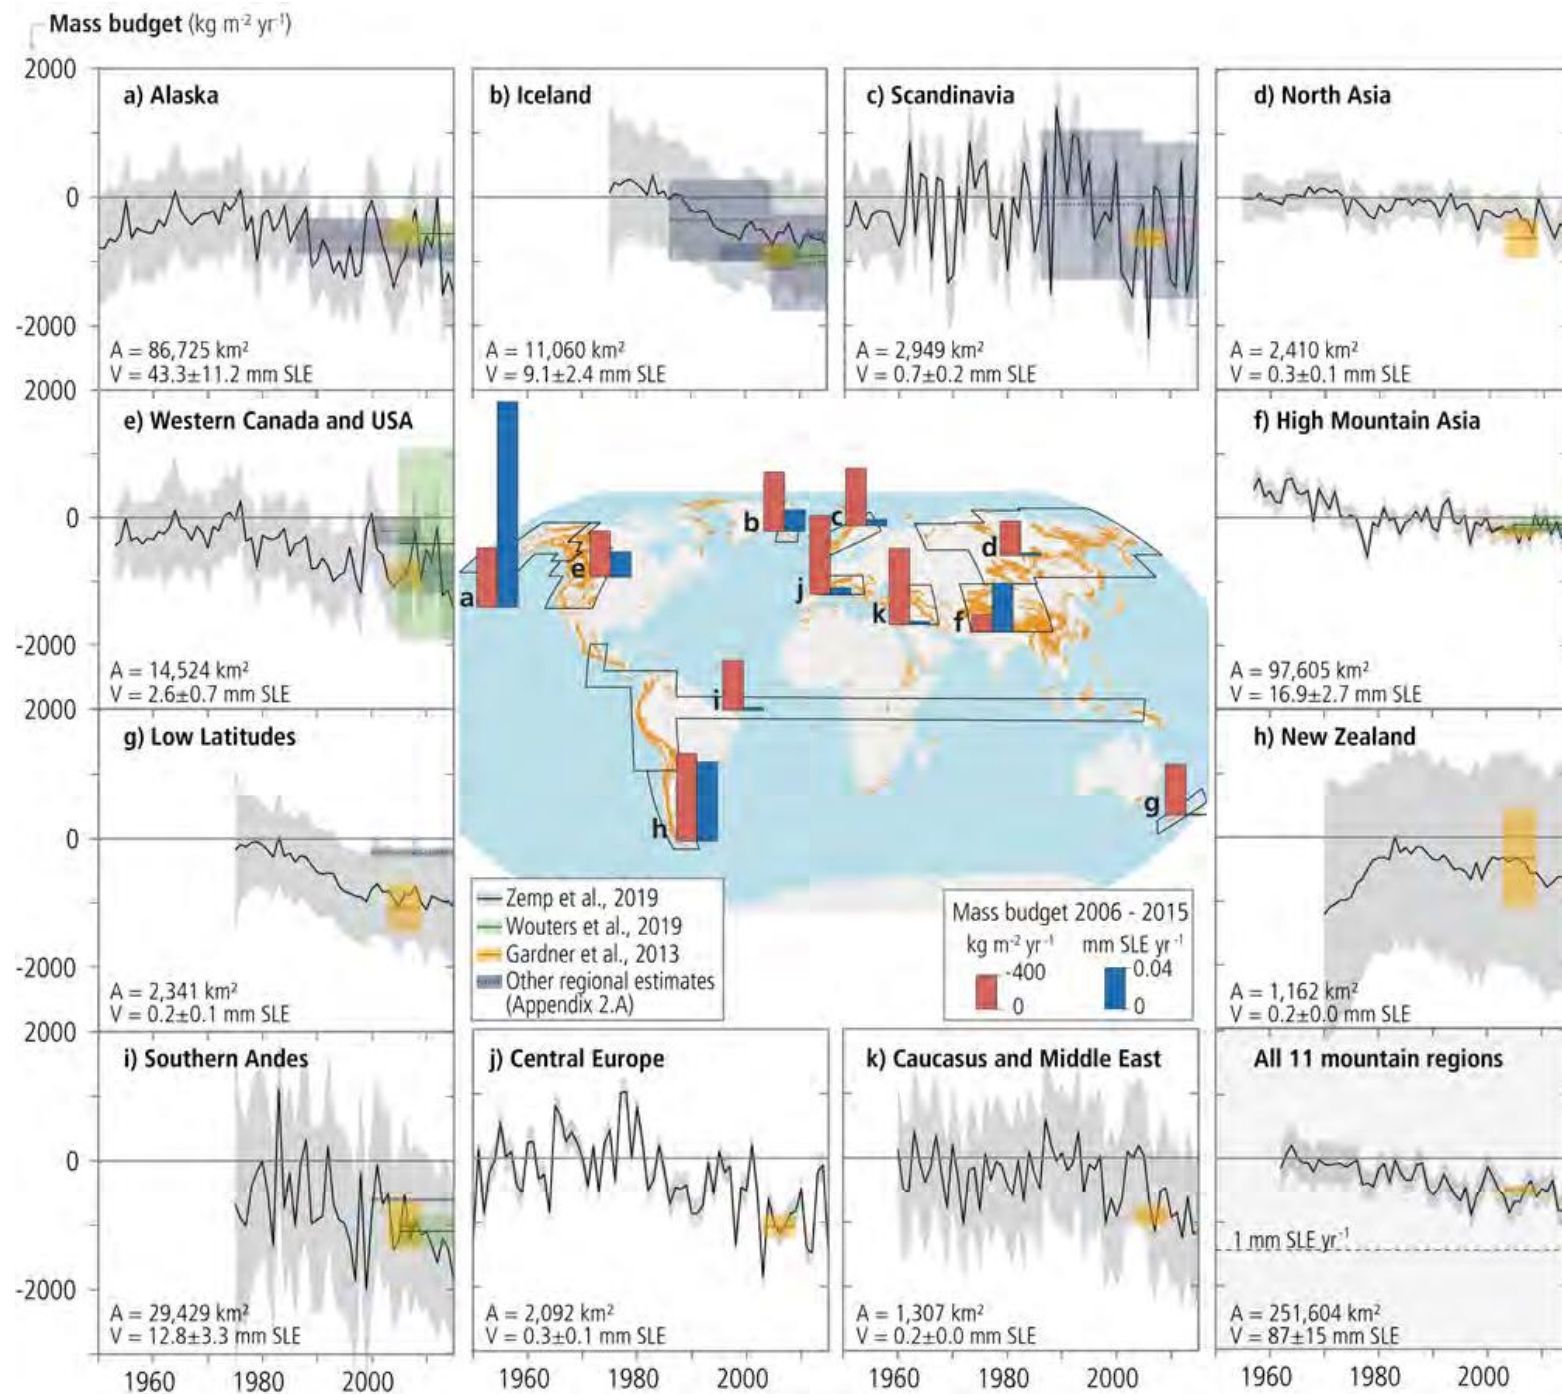 Mass budget (kg m⁻² yr⁻¹)
2000
0
-2000
2000
0
-2000
2000
0
-2000
2000
0
-2000
a) Alaska
A = 86,725 km²
V = 43.3±11.2 mm SLE
b) Iceland
A = 11,060 km²
V = 9.1±2.4 mm SLE
c) Scandinavia
A = 2,949 km²
V = 0.7±0.2 mm SLE
d) North Asia
A = 2,410 km²
V = 0.3±0.1 mm SLE
e) Western Canada and USA
A = 14,524 km²
V = 2.6±0.7 mm SLE
a
e
b
c
j
k
d
f
i
h
g
f) High Mountain Asia
A = 97,605 km²
V = 16.9±2.7 mm SLE
g) Low Latitudes
A = 2,341 km²
V = 0.2±0.1 mm SLE
Zemp et al., 2019
Wouters et al., 2019
Gardner et al., 2013
Other regional estimates
(Appendix 2.A)
Mass budget 2006 - 2015
kg m⁻² yr⁻¹ mm SLE yr⁻¹
-400 0.04
0 0
h) New Zealand
A = 1,162 km²
V = 0.2±0.0 mm SLE
i) Southern Andes
A = 29,429 km²
V = 12.8±3.3 mm SLE
j) Central Europe
A = 2,092 km²
V = 0.3±0.1 mm SLE
k) Caucasus and Middle East
A = 1,307 km²
V = 0.2±0.0 mm SLE
All 11 mountain regions
1 mm SLE yr⁻¹
A = 251,604 km²
V = 87±15 mm SLE
1960 1980 2000 1960 1980 2000 1960 1980 2000 1960 1980 2000